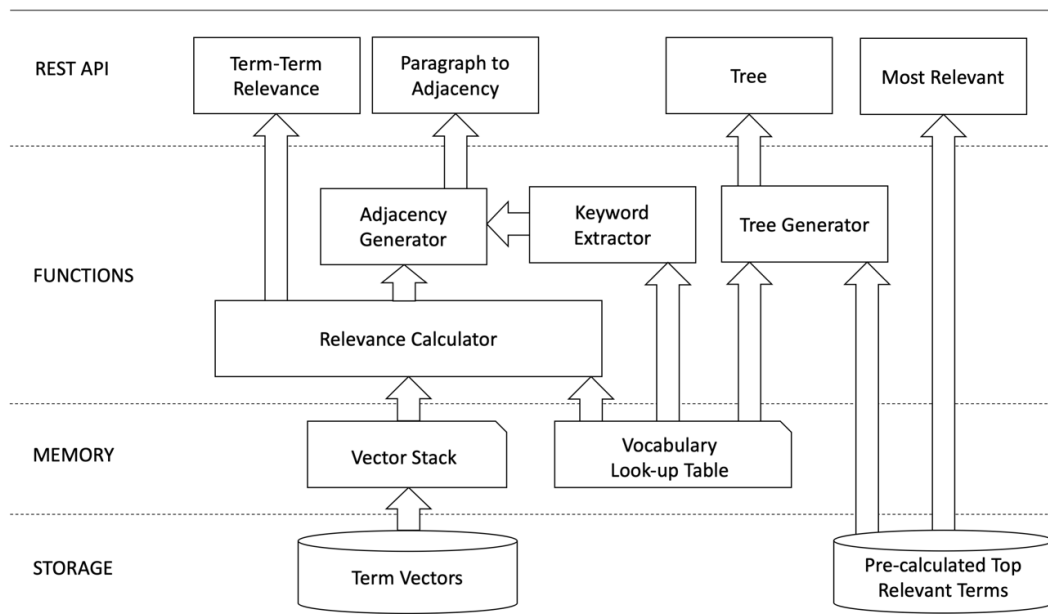 REST API
Term-Term
Relevance
Paragraph to
Adjacency
Tree
Most Relevant
FUNCTIONS
Adjacency
Generator
Keyword
Extractor
Tree Generator
Relevance Calculator
MEMORY
Vector Stack
Vocabulary
Look-up Table
STORAGE
Term Vectors
Pre-calculated Top
Relevant Terms